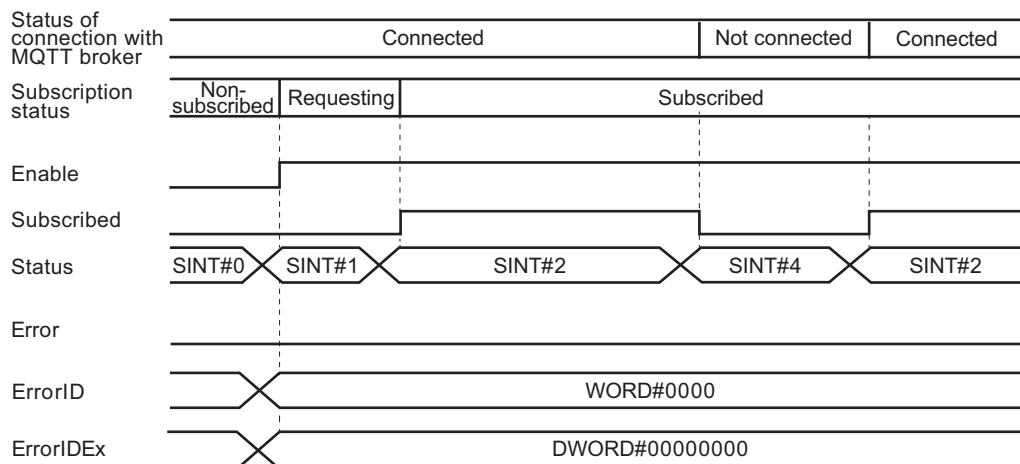 Status of
connection with
MQTT broker
Connected
Not connected
Connected
Subscription
status
Non-
subscribed
Requesting
Subscribed
Enable
Subscribed
Status
SINT#0
SINT#1
SINT#2
SINT#4
SINT#2
Error
ErrorID
WORD#0000
ErrorIDEx
DWORD#00000000